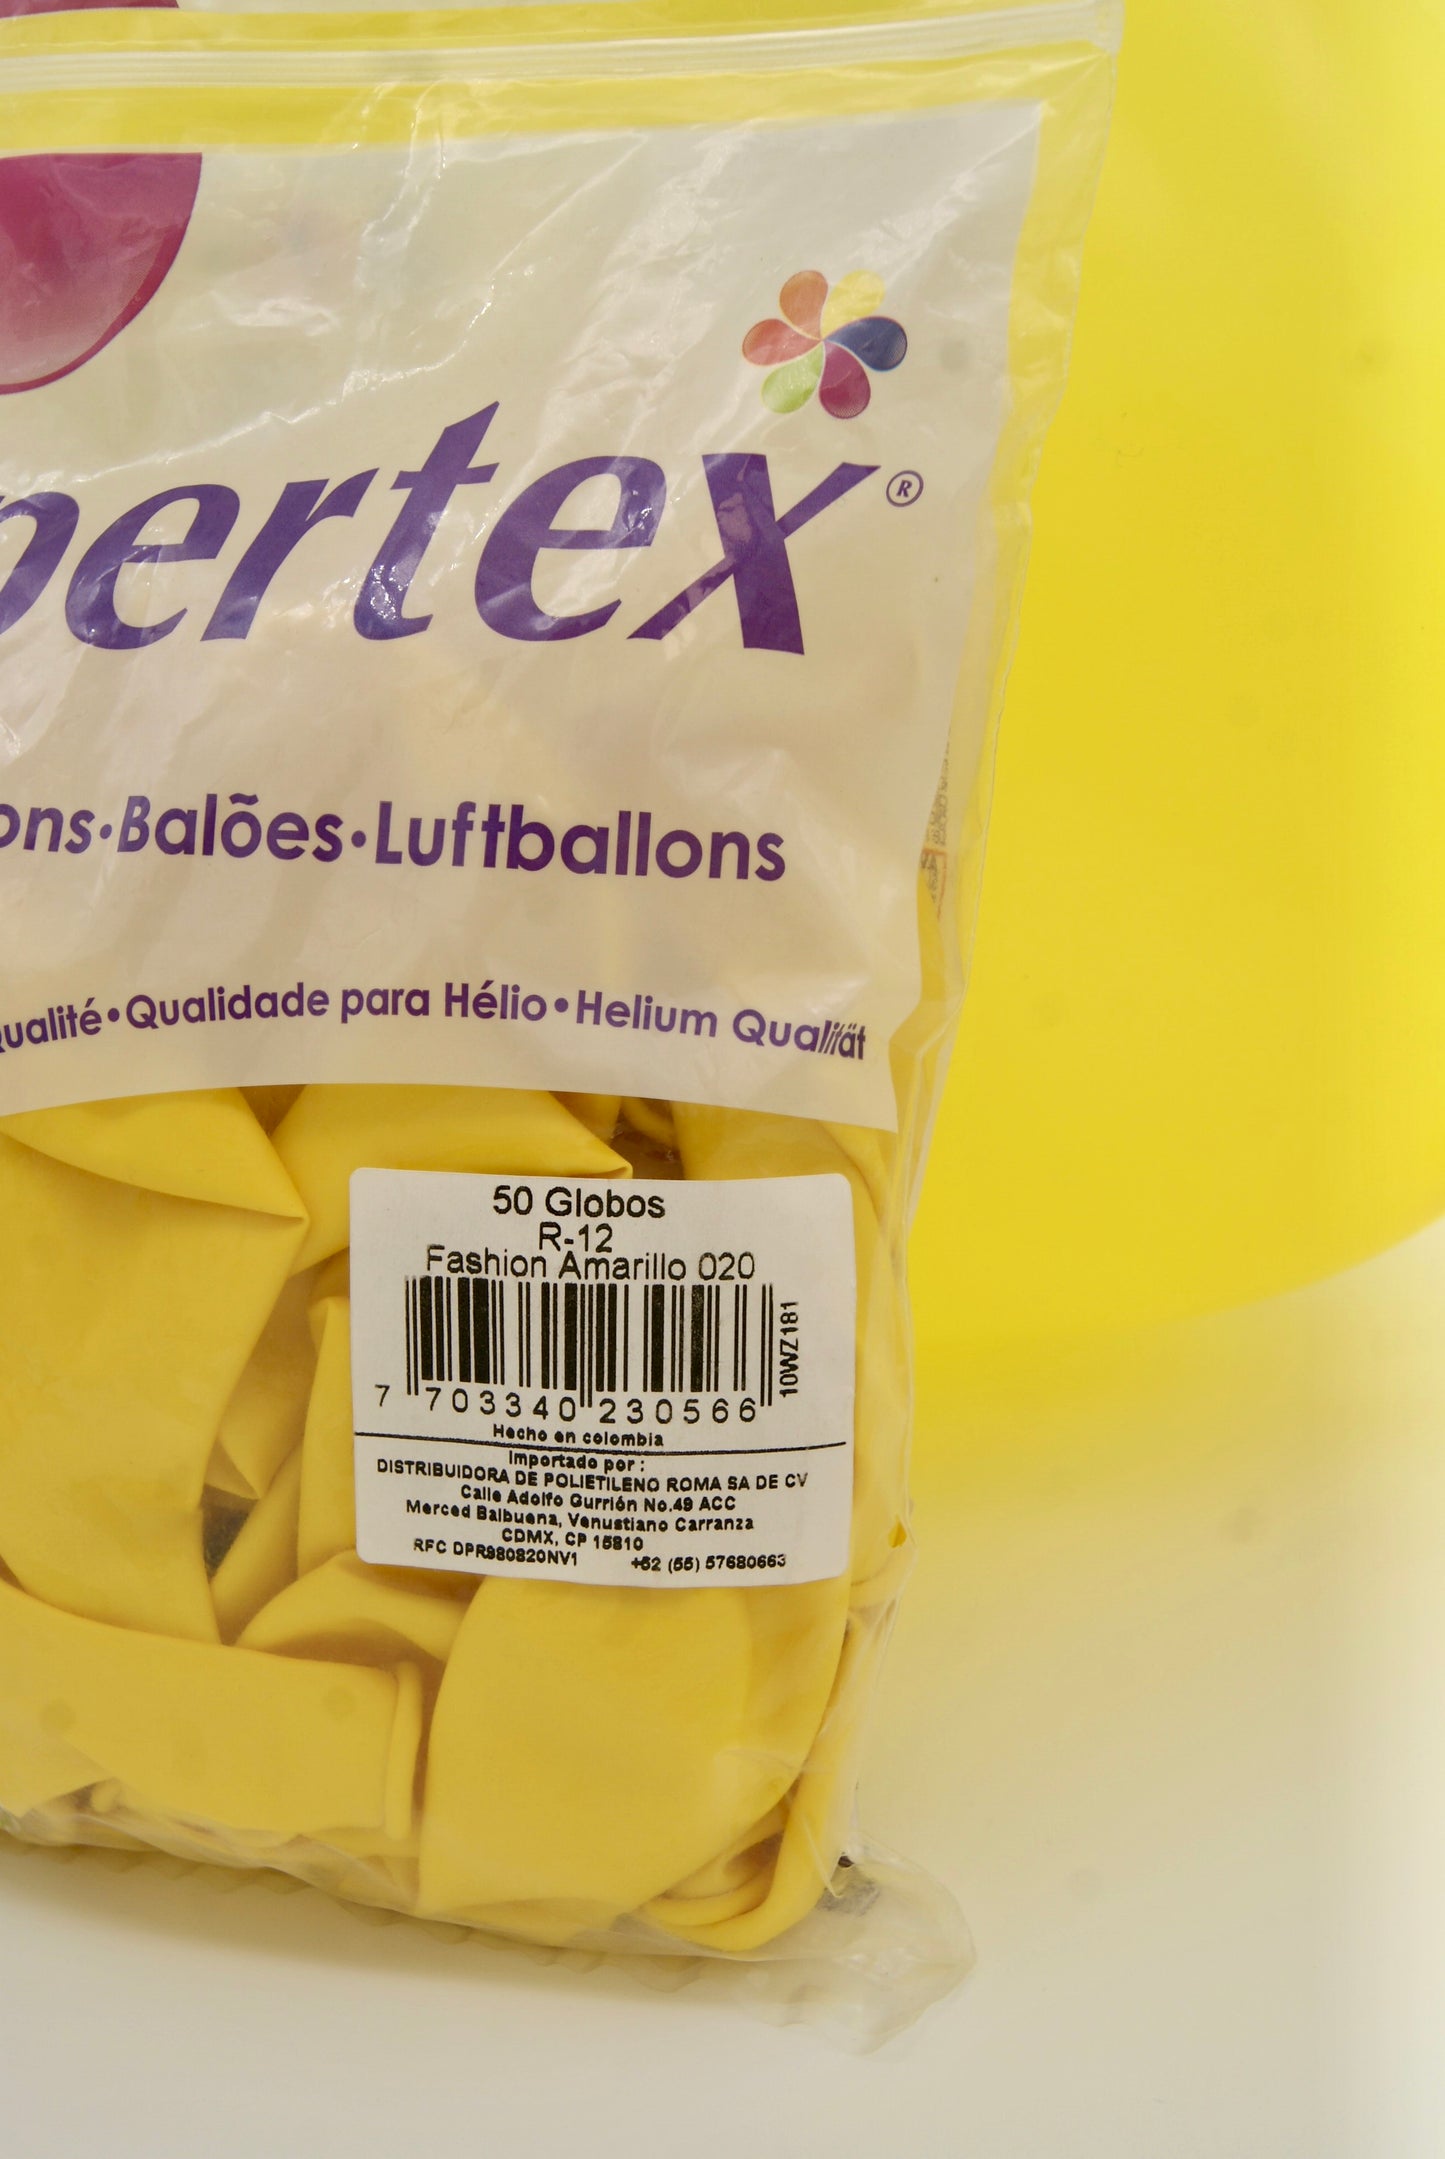 pertex®
ons•Balões•Luftballons
ualité•Qualidade para Hélio•Helium Qualität
50 Globos
R-12
Fashion Amarillo 020
10WZ181
7 703340 230566
Hecho en colombia
Importado por :
DISTRIBUIDORA DE POLIETILENO ROMA SA DE CV
Calle Adolfo Gurrión No.49 ACC
Merced Balbuena, Venustiano Carranza
CDMX, CP 15810
RFC DPR980820NV1 +52 (55) 57680663